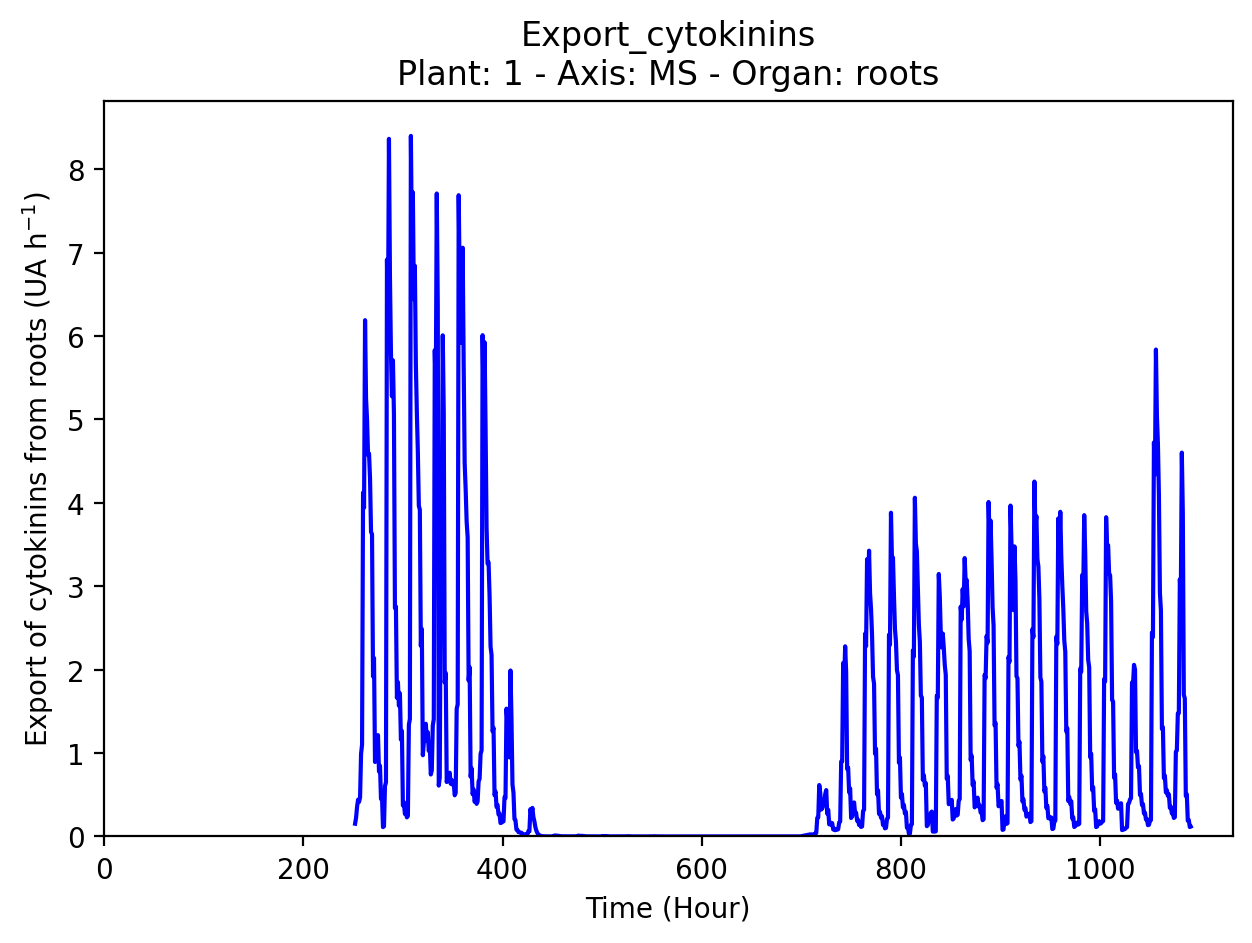 Export_cytokinins
Plant: 1 - Axis: MS - Organ: roots
Export of cytokinins from roots (UA h⁻¹)
8
7
6
5
4
3
2
1
0
0 200 400 600 800 1000
Time (Hour)